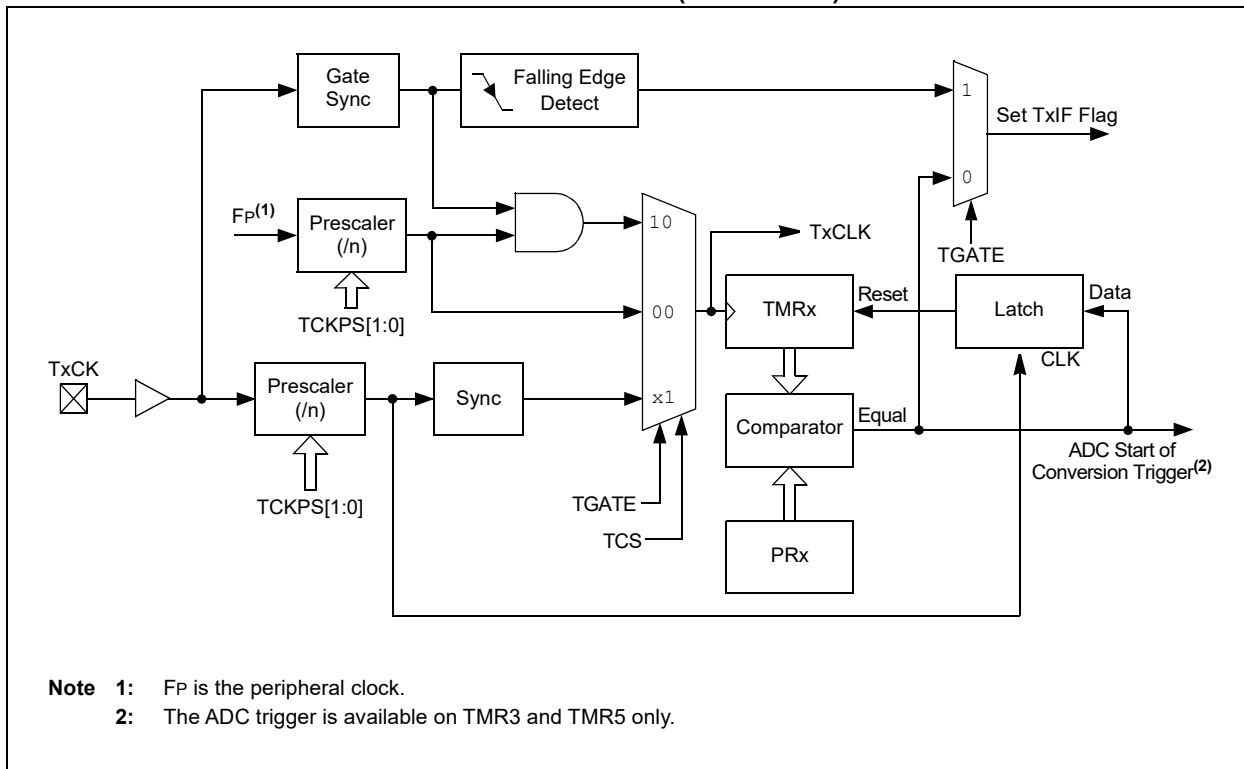 Gate
Sync
Falling Edge
Detect
1
Set TxIF Flag
0
FP(1)
Prescaler
(/n)
10
TxCLK
TGATE
TCKPS[1:0]
00
TMRx
Reset
Latch
Data
CLK
TxCK
Prescaler
(/n)
Sync
x1
Comparator
Equal
ADC Start of
Conversion Trigger(2)
TCKPS[1:0]
TGATE
TCS
PRx
Note 1: FP is the peripheral clock.
2: The ADC trigger is available on TMR3 and TMR5 only.